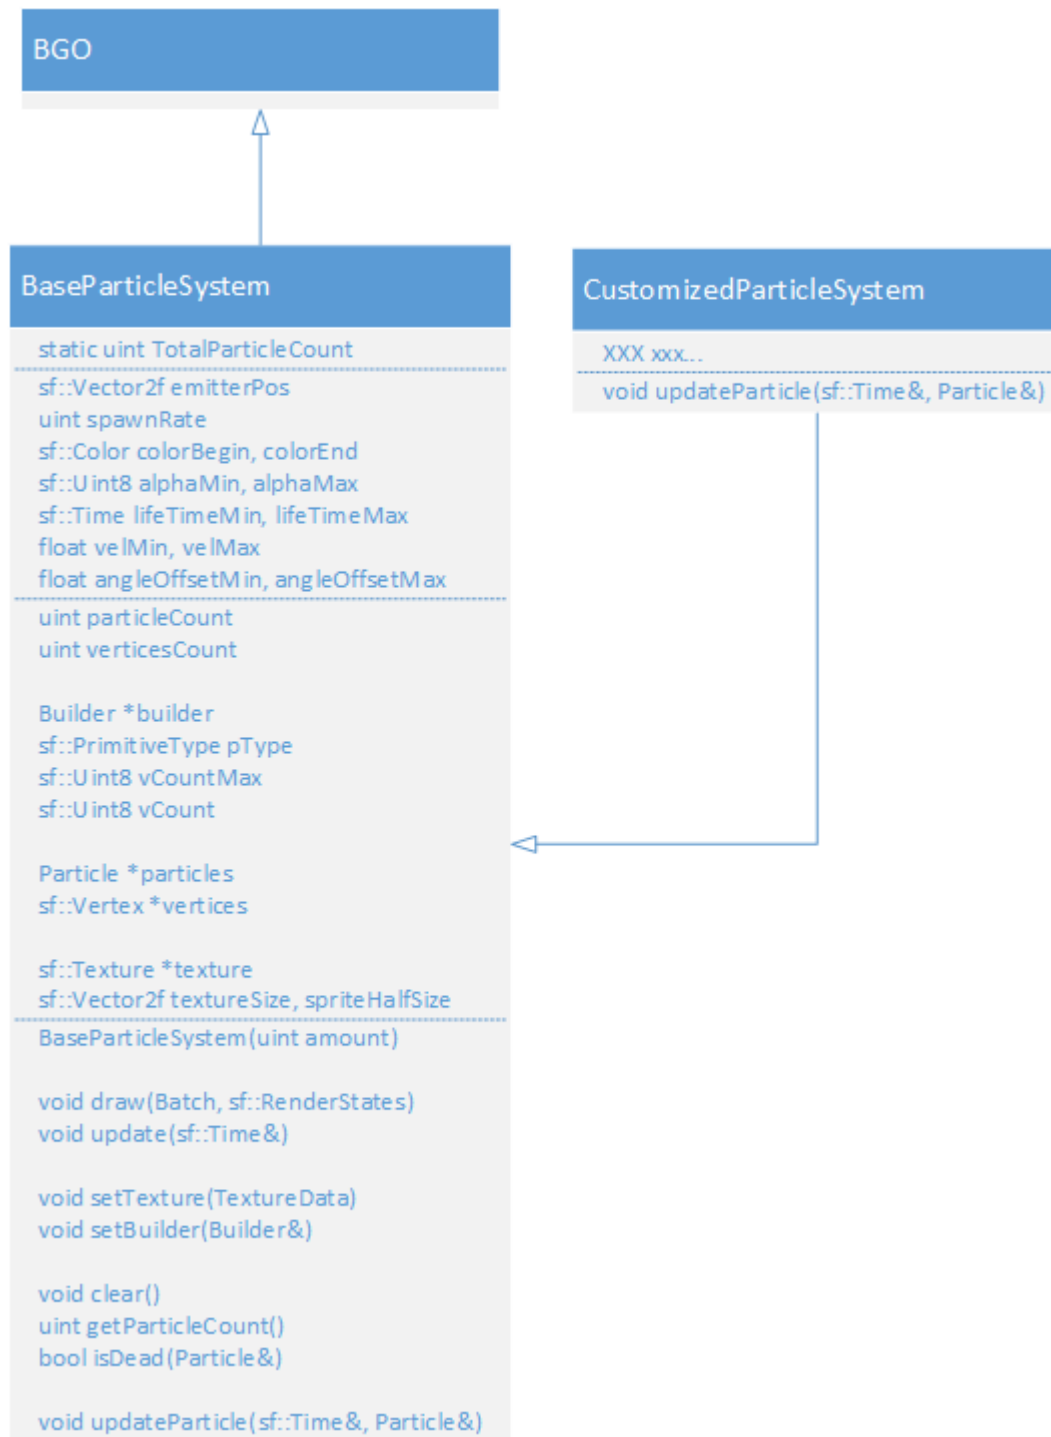 BGO
BaseParticleSystem
static uint TotalParticleCount
sf::Vector2f emitterPos
uint spawnRate
sf::Color colorBegin, colorEnd
sf::Uint8 alphaMin, alphaMax
sf::Time lifeTimeMin, lifeTimeMax
float velMin, velMax
float angleOffsetMin, angleOffsetMax
uint particleCount
uint verticesCount
Builder *builder
sf::PrimitiveType pType
sf::Uint8 vCountMax
sf::Uint8 vCount
Particle *particles
sf::Vertex *vertices
sf::Texture *texture
sf::Vector2f textureSize, spriteHalfSize
BaseParticleSystem(uint amount)
void draw(Batch, sf::RenderStates)
void update(sf::Time&)
void setTexture(TextureData)
void setBuilder(Builder&)
void clear()
uint getParticleCount()
bool isDead(Particle&)
void updateParticle(sf::Time&, Particle&)
CustomizedParticleSystem
XXX xxx...
void updateParticle(sf::Time&, Particle&)